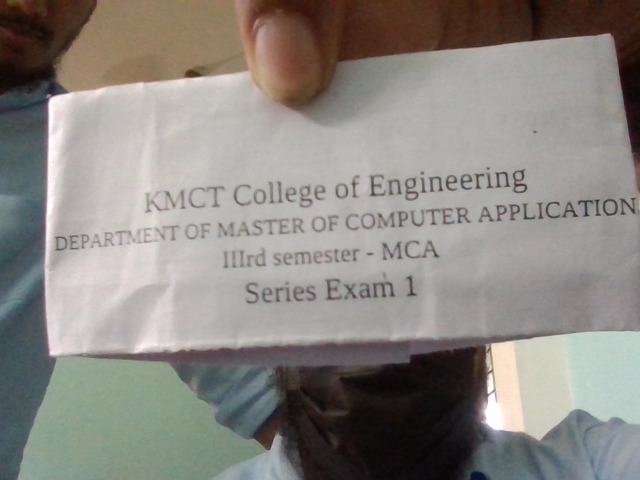 KMCT College of Engineering
DEPARTMENT OF MASTER OF COMPUTER APPLICATION
IIIrd semester - MCA
Series Exam 1